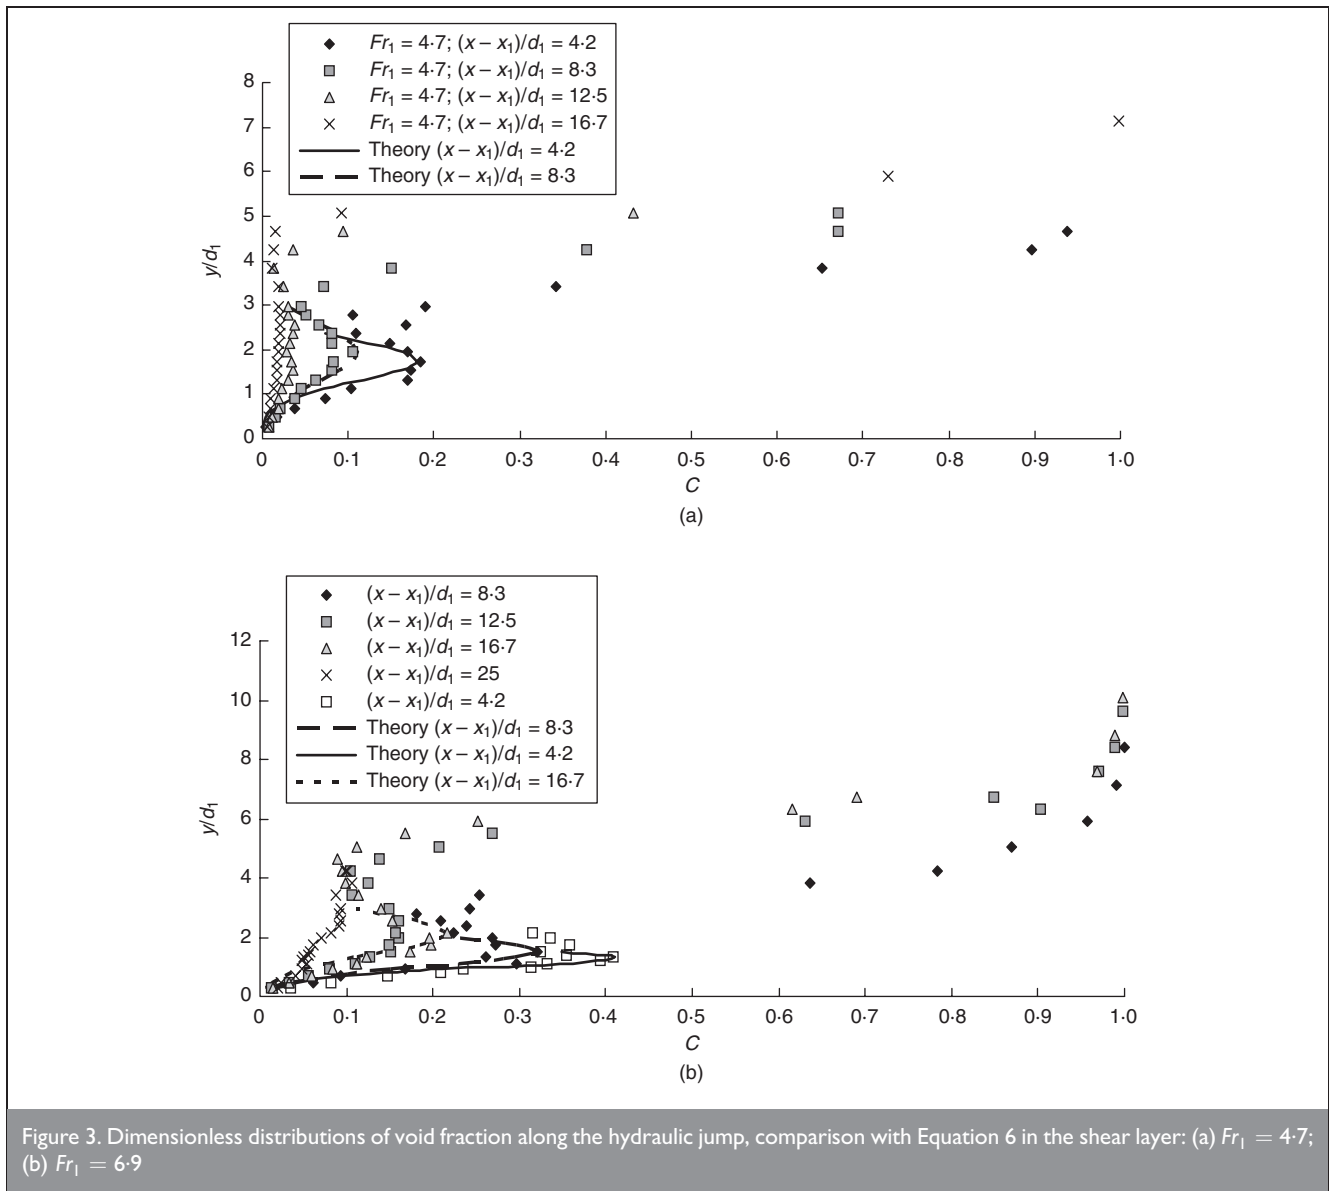 Fr1 = 4·7; (x – x1)/d1 = 4·2
Fr1 = 4·7; (x – x1)/d1 = 8·3
Fr1 = 4·7; (x – x1)/d1 = 12·5
Fr1 = 4·7; (x – x1)/d1 = 16·7
Theory (x – x1)/d1 = 4·2
Theory (x – x1)/d1 = 8·3
8
7
6
5
4
3
2
1
0
y/d1
0 0·1 0·2 0·3 0·4 0·5 0·6 0·7 0·8 0·9 1·0
C
(a)
(x – x1)/d1 = 8·3
(x – x1)/d1 = 12·5
(x – x1)/d1 = 16·7
(x – x1)/d1 = 25
(x – x1)/d1 = 4·2
Theory (x – x1)/d1 = 8·3
Theory (x – x1)/d1 = 4·2
Theory (x – x1)/d1 = 16·7
12
10
8
6
4
2
0
y/d1
0 0·1 0·2 0·3 0·4 0·5 0·6 0·7 0·8 0·9 1·0
C
(b)
Figure 3. Dimensionless distributions of void fraction along the hydraulic jump, comparison with Equation 6 in the shear layer: (a) Fr1 = 4·7;
(b) Fr1 = 6·9